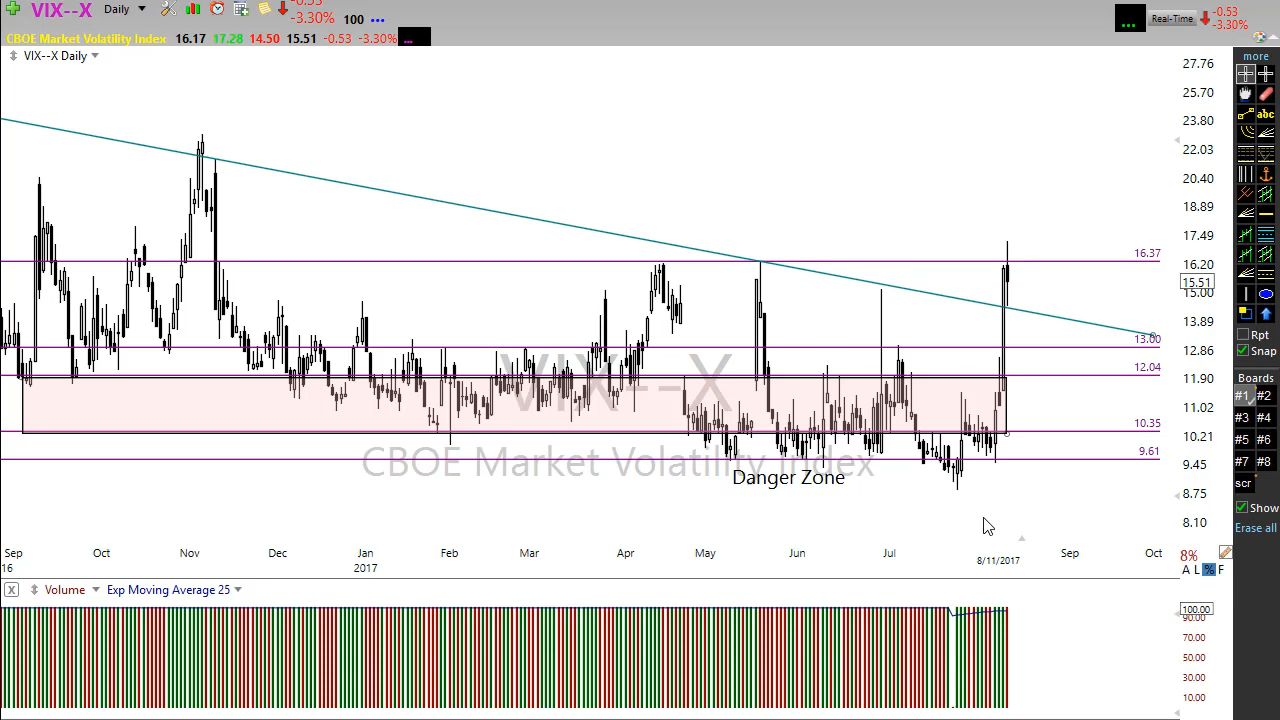 VIX--X Daily
-0.53
-3.30% 100
Real-Time -0.53
-3.30%
CBOE Market Volatility Index 16.17 17.28 14.50 15.51 -0.53 -3.30%
VIX--X Daily
more
27.76
25.70
abc
23.80
22.03
20.40
18.89
17.49
16.37
16.20
15.51
15.00
13.89
13.00
Rpt
Snap
12.86
12.04
11.90
Boards
#1 #2
11.02
#3 #4
10.35
10.21
#5 #6
9.61
9.45
#7 #8
VIX--X
CBOE Market Volatility Index
Danger Zone
scr
8.75
Show
8.10
Erase all
Sep Oct Nov Dec Jan Feb Mar Apr May Jun Jul 8/11/2017 Sep Oct
16 2017
8%
A L % F
X Volume Exp Moving Average 25
100.00
90.00
70.00
50.00
30.00
10.00